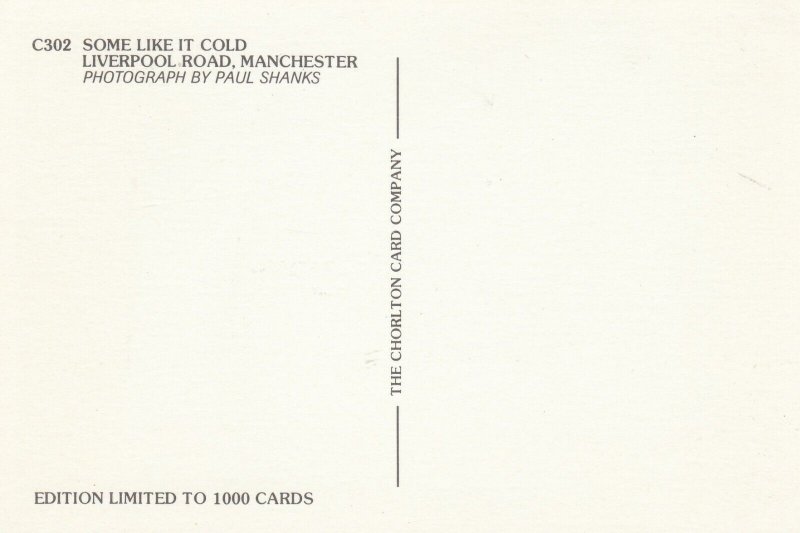 C302 SOME LIKE IT COLD
LIVERPOOL ROAD, MANCHESTER
PHOTOGRAPH BY PAUL SHANKS
THE CHORLTON CARD COMPANY
EDITION LIMITED TO 1000 CARDS